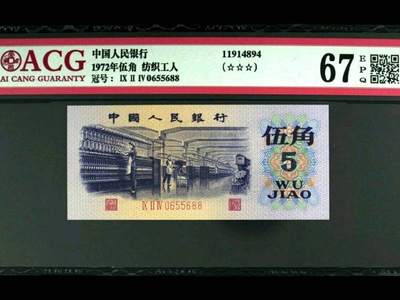 ACG
AI CANG GUARANTY
中国人民银行
1972年伍角 纺织工人
冠号： IX II IV 0655688
11914894
(☆☆☆)
67 EPQ
中國人民銀行
伍角
5
WU
JIAO
IX II IV 0655688